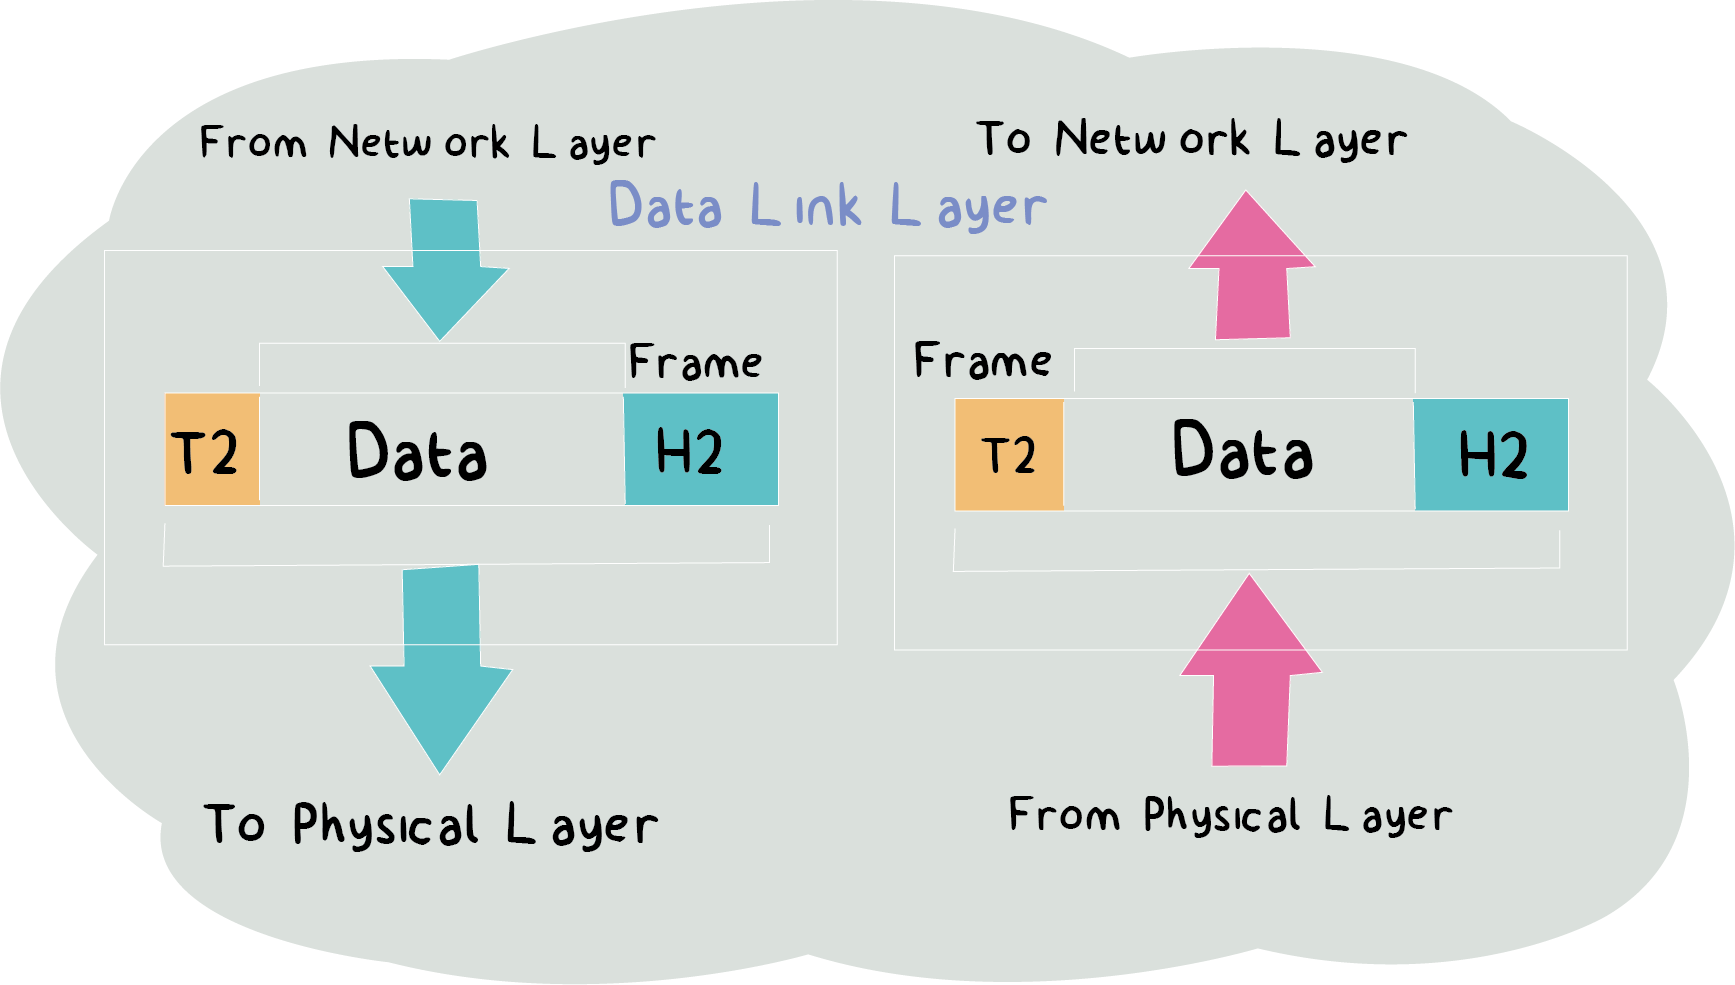 From Network Layer
To Network Layer
Data Link Layer
Frame
T2 Data H2
Frame
T2 Data H2
To Physical Layer
From Physical Layer